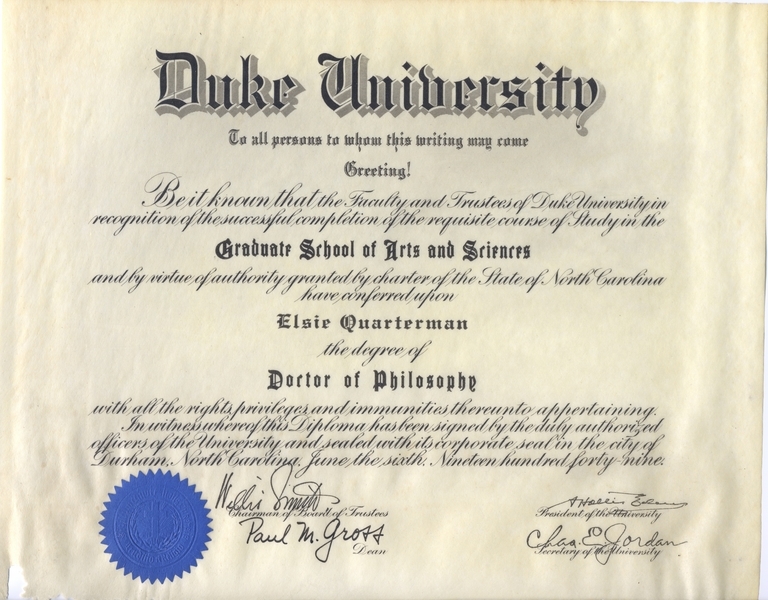 Duke University
To all persons to whom this writing may come
Greeting!
Be it known that the Faculty and Trustees of Duke University in
recognition of the successful completion of the requisite course of Study in the
Graduate School of Arts and Sciences
and by virtue of authority granted by charter of the State of North Carolina
have conferred upon
Elsie Quarterman
the degree of
Doctor of Philosophy
with all the rights, privileges and immunities thereunto appertaining.
In witness whereof this Diploma has been signed by the duly authorized
officers of the University and sealed with its corporate seal in the city of
Durham, North Carolina, June the sixth, Nineteen hundred forty-nine.
Willis Smith
Chairman of Board of Trustees
Paul M. Gross
Dean
A Hollis Edens
President of the University
Chas. E. Jordan
Secretary of the University